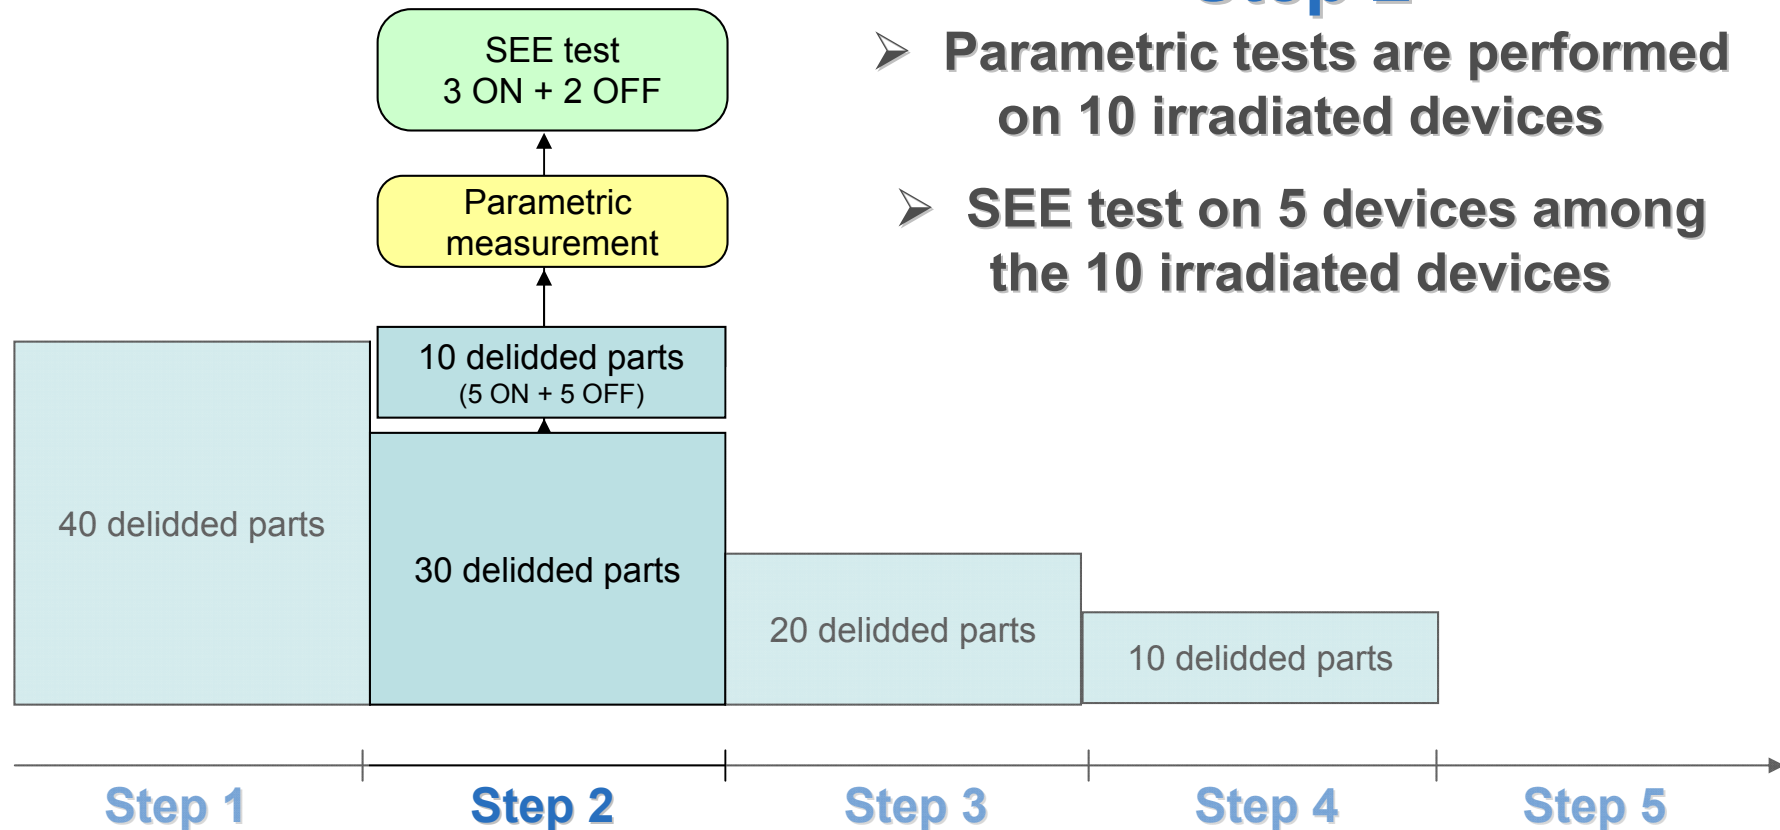 Step 2
➢ Parametric tests are performed
on 10 irradiated devices
➢ SEE test on 5 devices among
the 10 irradiated devices
SEE test
3 ON + 2 OFF
Parametric
measurement
10 delidded parts
(5 ON + 5 OFF)
40 delidded parts
30 delidded parts
20 delidded parts
10 delidded parts
Step 1
Step 2
Step 3
Step 4
Step 5